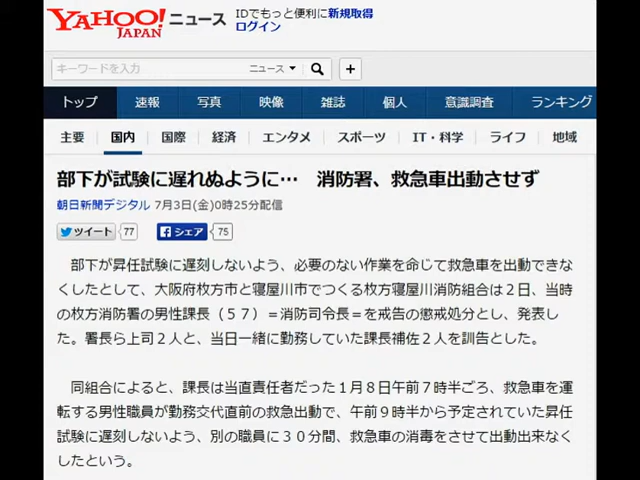 YAHOO! JAPAN ニュース IDでもっと便利に新規取得
ログイン
キーワードを入力 ニュース
トップ 速報 写真 映像 雑誌 個人 意識調査 ランキング
主要 国内 国際 経済 エンタメ スポーツ IT・科学 ライフ 地域
部下が試験に遅れぬように… 消防署、救急車出動させず
朝日新聞デジタル 7月3日(金)0時25分配信
ツイート 77 シェア 75
部下が昇任試験に遅刻しないよう、必要のない作業を命じて救急車を出動できな
くしたとして、大阪府枚方市と寝屋川市でつくる枚方寝屋川消防組合は2日、当時
の枚方消防署の男性課長(57)=消防司令長=を戒告の懲戒処分とし、発表し
た。署長ら上司2人と、当日一緒に勤務していた課長補佐2人を訓告とした。
同組合によると、課長は当直責任者だった1月8日午前7時半ごろ、救急車を運
転する男性職員が勤務交代直前の救急出動で、午前9時半から予定されていた昇任
試験に遅刻しないよう、別の職員に30分間、救急車の消毒をさせて出動出来なく
したという。